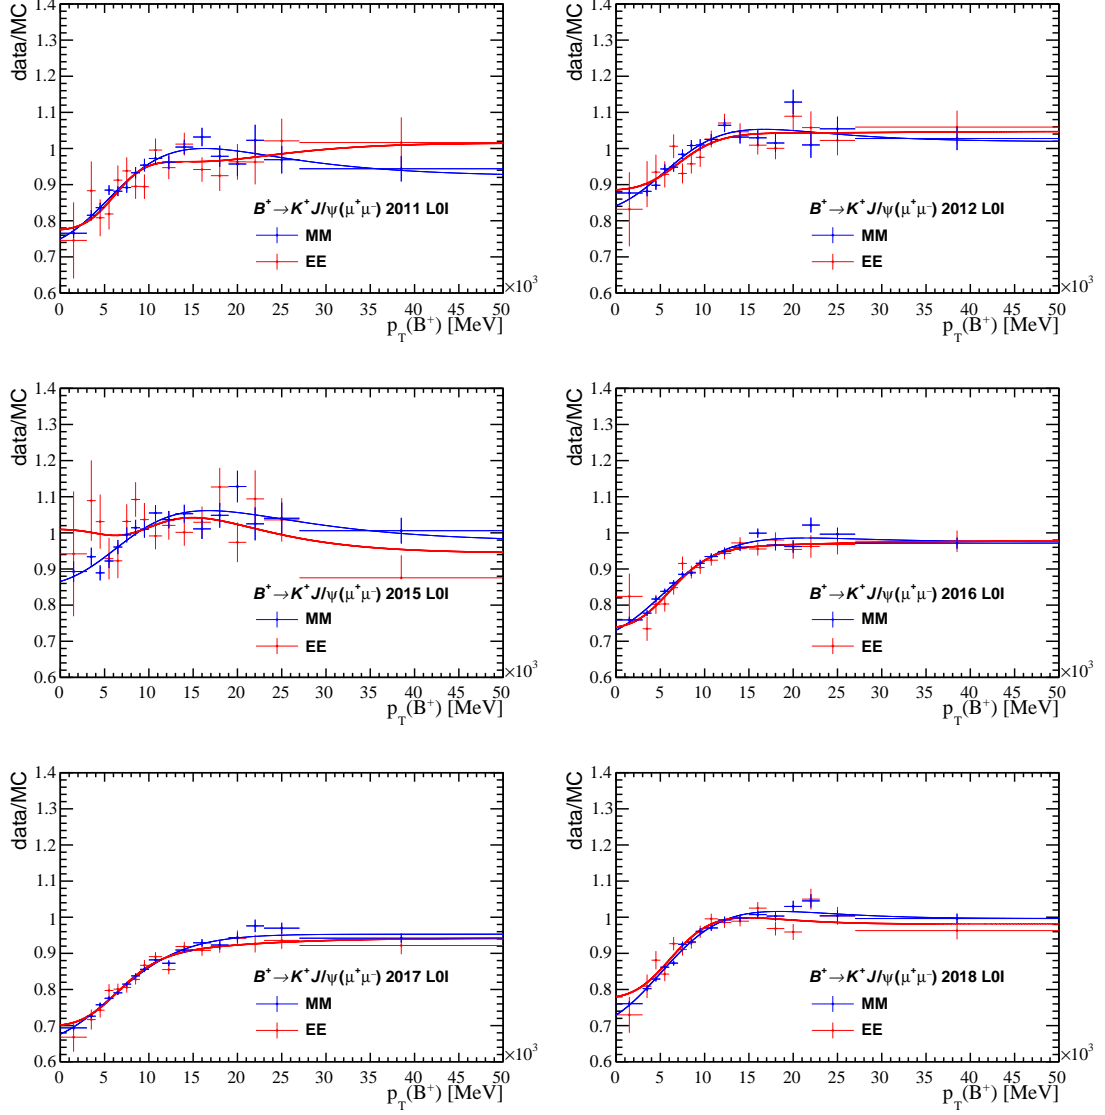 data/MC
1.4
1.3
1.2
1.1
1
0.9
0.8
0.7
0.6
B⁺→K⁺J/ψ(μ⁺μ⁻) 2011 L0I
MM
EE
×10³
0 5 10 15 20 25 30 35 40 45 50
p_T(B⁺) [MeV]
data/MC
1.4
1.3
1.2
1.1
1
0.9
0.8
0.7
0.6
B⁺→K⁺J/ψ(μ⁺μ⁻) 2012 L0I
MM
EE
×10³
0 5 10 15 20 25 30 35 40 45 50
p_T(B⁺) [MeV]
data/MC
1.4
1.3
1.2
1.1
1
0.9
0.8
0.7
0.6
B⁺→K⁺J/ψ(μ⁺μ⁻) 2015 L0I
MM
EE
×10³
0 5 10 15 20 25 30 35 40 45 50
p_T(B⁺) [MeV]
data/MC
1.4
1.3
1.2
1.1
1
0.9
0.8
0.7
0.6
B⁺→K⁺J/ψ(μ⁺μ⁻) 2016 L0I
MM
EE
×10³
0 5 10 15 20 25 30 35 40 45 50
p_T(B⁺) [MeV]
data/MC
1.4
1.3
1.2
1.1
1
0.9
0.8
0.7
0.6
B⁺→K⁺J/ψ(μ⁺μ⁻) 2017 L0I
MM
EE
×10³
0 5 10 15 20 25 30 35 40 45 50
p_T(B⁺) [MeV]
data/MC
1.4
1.3
1.2
1.1
1
0.9
0.8
0.7
0.6
B⁺→K⁺J/ψ(μ⁺μ⁻) 2018 L0I
MM
EE
×10³
0 5 10 15 20 25 30 35 40 45 50
p_T(B⁺) [MeV]